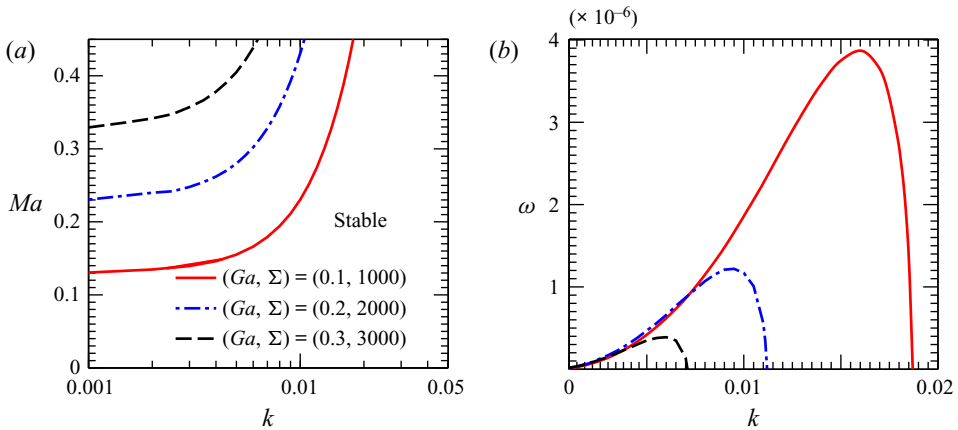 (a)
0.4
0.3
Ma
0.2
0.1
0
0.001
0.01
0.05
k
Stable
(Ga, Σ) = (0.1, 1000)
(Ga, Σ) = (0.2, 2000)
(Ga, Σ) = (0.3, 3000)
(× 10⁻⁶)
(b)
4
3
ω
2
1
0
0
0.01
0.02
k